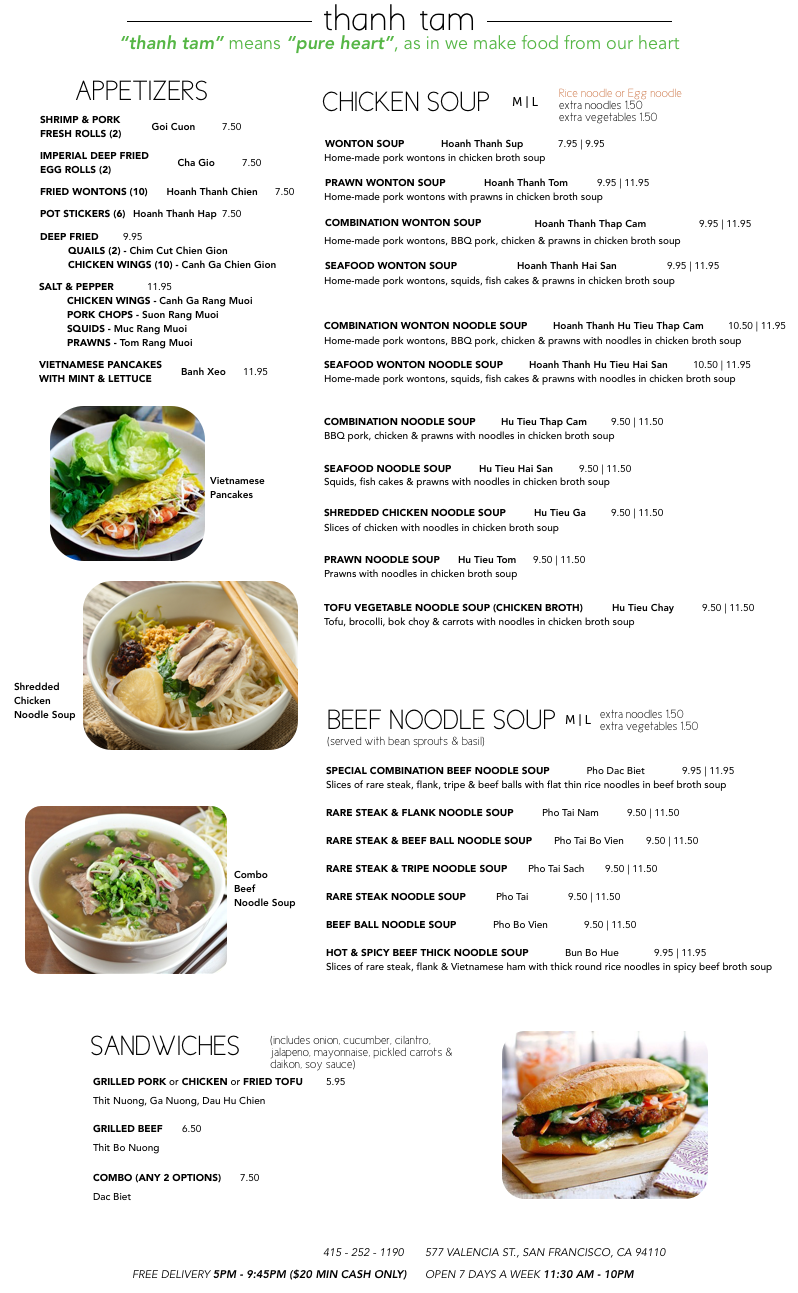 thanh tam
“thanh tam” means “pure heart”, as in we make food from our heart
APPETIZERS
SHRIMP & PORK
FRESH ROLLS (2) Goi Cuon 7.50
IMPERIAL DEEP FRIED
EGG ROLLS (2) Cha Gio 7.50
FRIED WONTONS (10) Hoanh Thanh Chien 7.50
POT STICKERS (6) Hoanh Thanh Hap 7.50
DEEP FRIED 9.95
QUAILS (2) - Chim Cut Chien Gion
CHICKEN WINGS (10) - Canh Ga Chien Gion
SALT & PEPPER 11.95
CHICKEN WINGS - Canh Ga Rang Muoi
PORK CHOPS - Suon Rang Muoi
SQUIDS - Muc Rang Muoi
PRAWNS - Tom Rang Muoi
VIETNAMESE PANCAKES
WITH MINT & LETTUCE Banh Xeo 11.95
Vietnamese
Pancakes
Shredded
Chicken
Noodle Soup
Combo
Beef
Noodle Soup
CHICKEN SOUP M | L
Rice noodle or Egg noodle
extra noodles 1.50
extra vegetables 1.50
WONTON SOUP Hoanh Thanh Sup 7.95 | 9.95
Home-made pork wontons in chicken broth soup
PRAWN WONTON SOUP Hoanh Thanh Tom 9.95 | 11.95
Home-made pork wontons with prawns in chicken broth soup
COMBINATION WONTON SOUP Hoanh Thanh Thap Cam 9.95 | 11.95
Home-made pork wontons, BBQ pork, chicken & prawns in chicken broth soup
SEAFOOD WONTON SOUP Hoanh Thanh Hai San 9.95 | 11.95
Home-made pork wontons, squids, fish cakes & prawns in chicken broth soup
COMBINATION WONTON NOODLE SOUP Hoanh Thanh Hu Tieu Thap Cam 10.50 | 11.95
Home-made pork wontons, BBQ pork, chicken & prawns with noodles in chicken broth soup
SEAFOOD WONTON NOODLE SOUP Hoanh Thanh Hu Tieu Hai San 10.50 | 11.95
Home-made pork wontons, squids, fish cakes & prawns with noodles in chicken broth soup
COMBINATION NOODLE SOUP Hu Tieu Thap Cam 9.50 | 11.50
BBQ pork, chicken & prawns with noodles in chicken broth soup
SEAFOOD NOODLE SOUP Hu Tieu Hai San 9.50 | 11.50
Squids, fish cakes & prawns with noodles in chicken broth soup
SHREDDED CHICKEN NOODLE SOUP Hu Tieu Ga 9.50 | 11.50
Slices of chicken with noodles in chicken broth soup
PRAWN NOODLE SOUP Hu Tieu Tom 9.50 | 11.50
Prawns with noodles in chicken broth soup
TOFU VEGETABLE NOODLE SOUP (CHICKEN BROTH) Hu Tieu Chay 9.50 | 11.50
Tofu, brocolli, bok choy & carrots with noodles in chicken broth soup
BEEF NOODLE SOUP M | L
extra noodles 1.50
extra vegetables 1.50
(served with bean sprouts & basil)
SPECIAL COMBINATION BEEF NOODLE SOUP Pho Dac Biet 9.95 | 11.95
Slices of rare steak, flank, tripe & beef balls with flat thin rice noodles in beef broth soup
RARE STEAK & FLANK NOODLE SOUP Pho Tai Nam 9.50 | 11.50
RARE STEAK & BEEF BALL NOODLE SOUP Pho Tai Bo Vien 9.50 | 11.50
RARE STEAK & TRIPE NOODLE SOUP Pho Tai Sach 9.50 | 11.50
RARE STEAK NOODLE SOUP Pho Tai 9.50 | 11.50
BEEF BALL NOODLE SOUP Pho Bo Vien 9.50 | 11.50
HOT & SPICY BEEF THICK NOODLE SOUP Bun Bo Hue 9.95 | 11.95
Slices of rare steak, flank & Vietnamese ham with thick round rice noodles in spicy beef broth soup
SANDWICHES
(includes onion, cucumber, cilantro,
jalapeno, mayonnaise, pickled carrots &
daikon, soy sauce)
GRILLED PORK or CHICKEN or FRIED TOFU 5.95
Thit Nuong, Ga Nuong, Dau Hu Chien
GRILLED BEEF 6.50
Thit Bo Nuong
COMBO (ANY 2 OPTIONS) 7.50
Dac Biet
415 - 252 - 1190 577 VALENCIA ST., SAN FRANCISCO, CA 94110
FREE DELIVERY 5PM - 9:45PM ($20 MIN CASH ONLY) OPEN 7 DAYS A WEEK 11:30 AM - 10PM